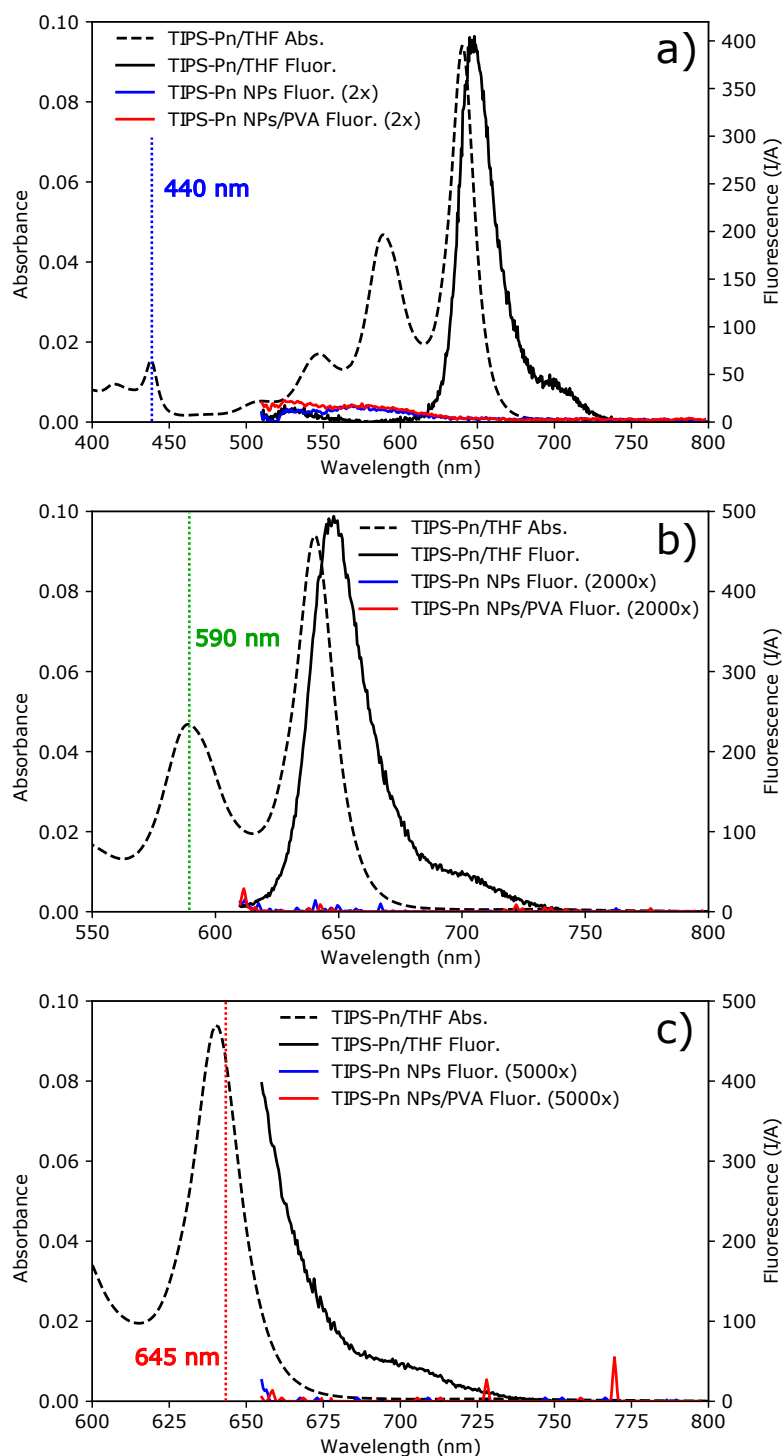 a)
TIPS-Pn/THF Abs.
TIPS-Pn/THF Fluor.
TIPS-Pn NPs Fluor. (2x)
TIPS-Pn NPs/PVA Fluor. (2x)
440 nm
0.00 0.02 0.04 0.06 0.08 0.10
Absorbance
0 50 100 150 200 250 300 350 400
Fluorescence (I/A)
400 450 500 550 600 650 700 750 800
Wavelength (nm)
b)
TIPS-Pn/THF Abs.
TIPS-Pn/THF Fluor.
TIPS-Pn NPs Fluor. (2000x)
TIPS-Pn NPs/PVA Fluor. (2000x)
590 nm
0.00 0.02 0.04 0.06 0.08 0.10
Absorbance
0 100 200 300 400 500
Fluorescence (I/A)
550 600 650 700 750 800
Wavelength (nm)
c)
TIPS-Pn/THF Abs.
TIPS-Pn/THF Fluor.
TIPS-Pn NPs Fluor. (5000x)
TIPS-Pn NPs/PVA Fluor. (5000x)
645 nm
0.00 0.02 0.04 0.06 0.08 0.10
Absorbance
0 100 200 300 400 500
Fluorescence (I/A)
600 625 650 675 700 725 750 775 800
Wavelength (nm)